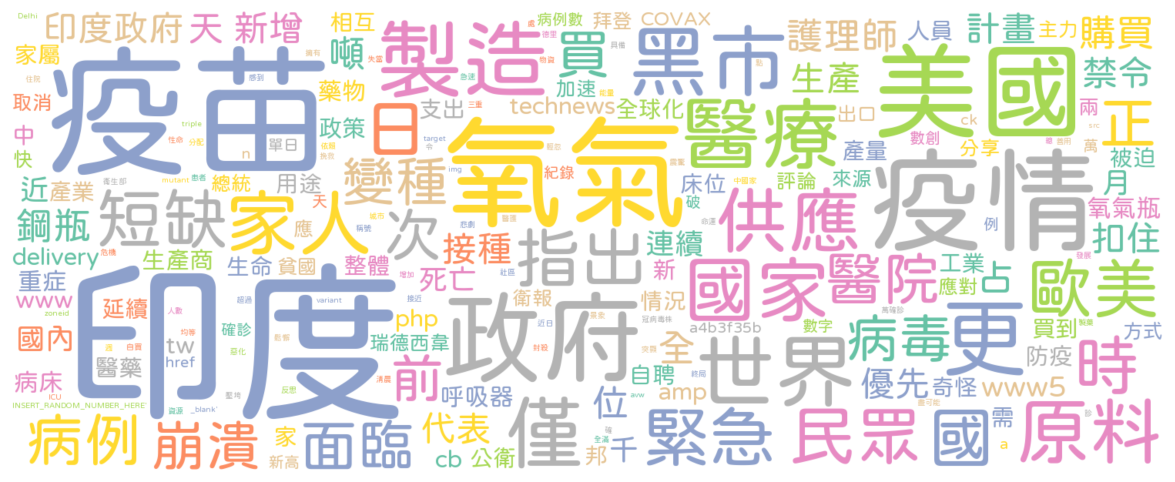 Delhi
印度政府 天 新增 相互 病例數 拜登 COVAX 人員 計畫 主力 購買
家屬 噸 製造 買 黑市 護理師 禁令
疫苗 藥物 加速 生產 美國
取消 支出 technews 全球化 醫療 出口 兩 正
中 單日 政策 日 氧氣 ck 萬
快 triple 數創 分享 被迫
近 產業 總統 用途 變種 紀錄 床位 評論 產量 來源 疫情 月
mutant img target
鋼瓶 短缺 家人 應 次 供應 氧氣瓶
delivery 生產商 接種 指出 連續 扣住
重症 生命 貧國 整體 死亡 新 國家 醫院 工業 占 歐美
www 延續 印度 variant 衛報 情況 應對
zoneid php 政府 a4b3f35b 數字 更 買到 方式
國內 tw 確診 瑞德西韋 全 世界 病毒 防疫
醫藥 href 前 時
病床 ICU 呼吸器 自聘 優先 奇怪 www5
INSERT_RANDOM_NUMBER_HERE _blank 位 amp avw
病例 崩潰 家 面臨 代表 僅 緊急 民眾 國 需 原料
新高 cb 公衛 邦 千 a